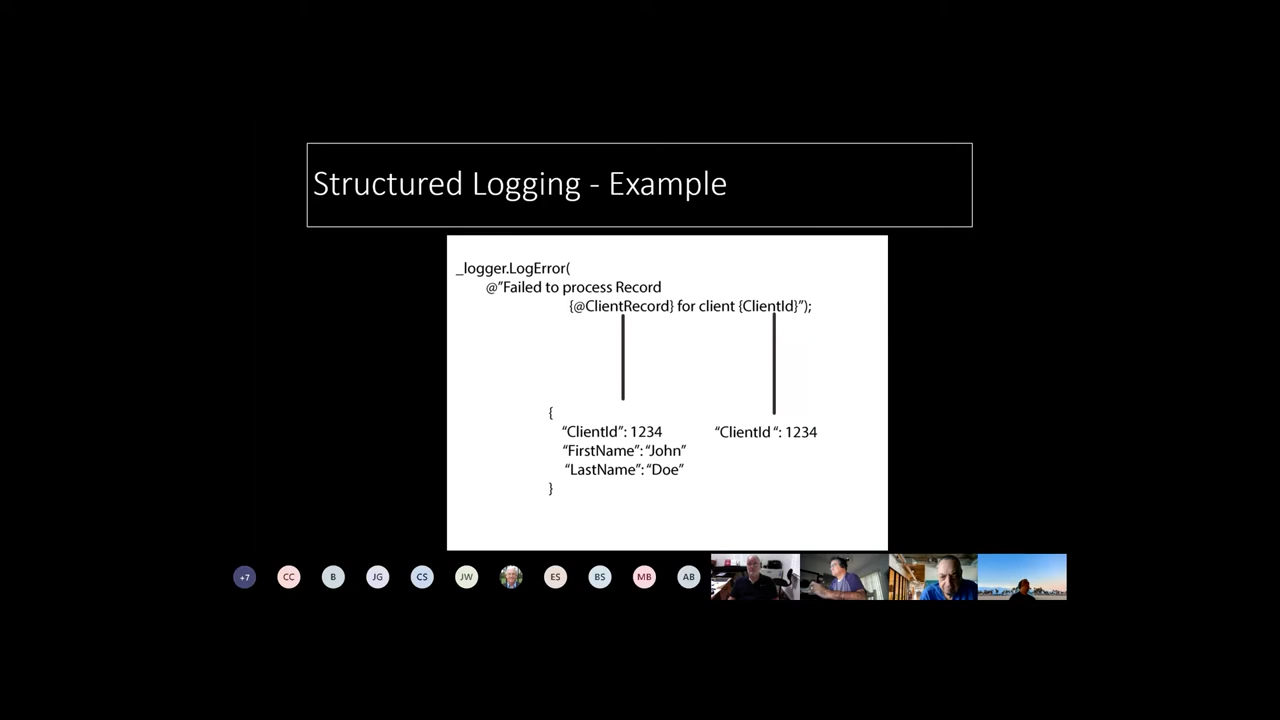 Structured Logging - Example
_logger.LogError(
@”Failed to process Record
{@ClientRecord} for client {ClientId}”);
{
“ClientId”: 1234
“FirstName”: “John”
“LastName”: “Doe”
}
“ClientId “: 1234
+7 CC B JG CS JW ES BS MB AB